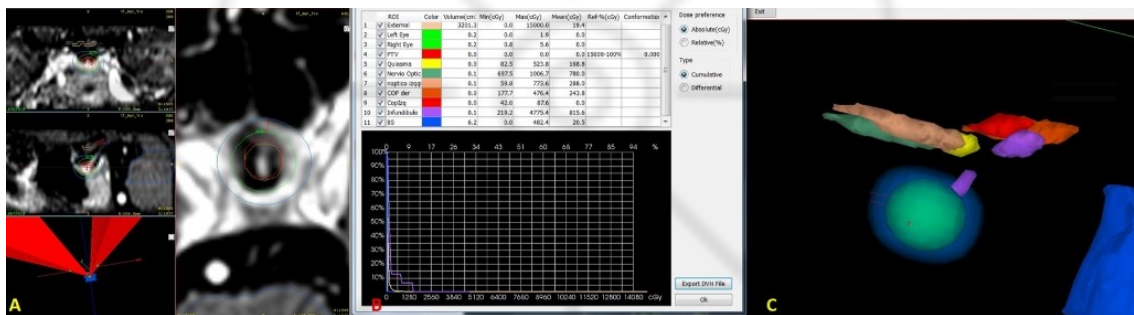 ROI Color Volume(cm: Min(cGy) Max(cGy) Mean(cGy) Ref-%(cGy) Conformatio
1 External 3201.3 0.0 15000.0 19.4
2 Left Eye 0.2 0.0 1.9 0.0
3 Right Eye 0.2 0.8 5.6 0.0
4 PTV 0.0 0.0 0.0 0.0 15000-100% 0.000
5 Quiasma 0.0 82.5 523.8 168.8
6 Nervio Optic 0.1 697.5 1006.7 780.0
7 noptico izqq 0.1 59.8 773.6 288.0
8 COP der 0.0 177.7 476.4 243.8
9 CopIzq 0.0 42.0 87.6 0.0
10 Infundibulo 0.1 219.2 4775.4 815.6
11 BS 6.2 0.0 482.4 20.5
Dose preference
Absolute(cGy)
Relative(%)
Type
Cumulative
Differential
0 9 17 26 34 43 51 60 68 77 85 94 %
100%
90%
80%
70%
60%
50%
40%
30%
20%
10%
0 1280 2560 3840 5120 6400 7680 8960 10240 11520 12800 14080 cGy
Export DVH File
Ok
Exit
A
B
C